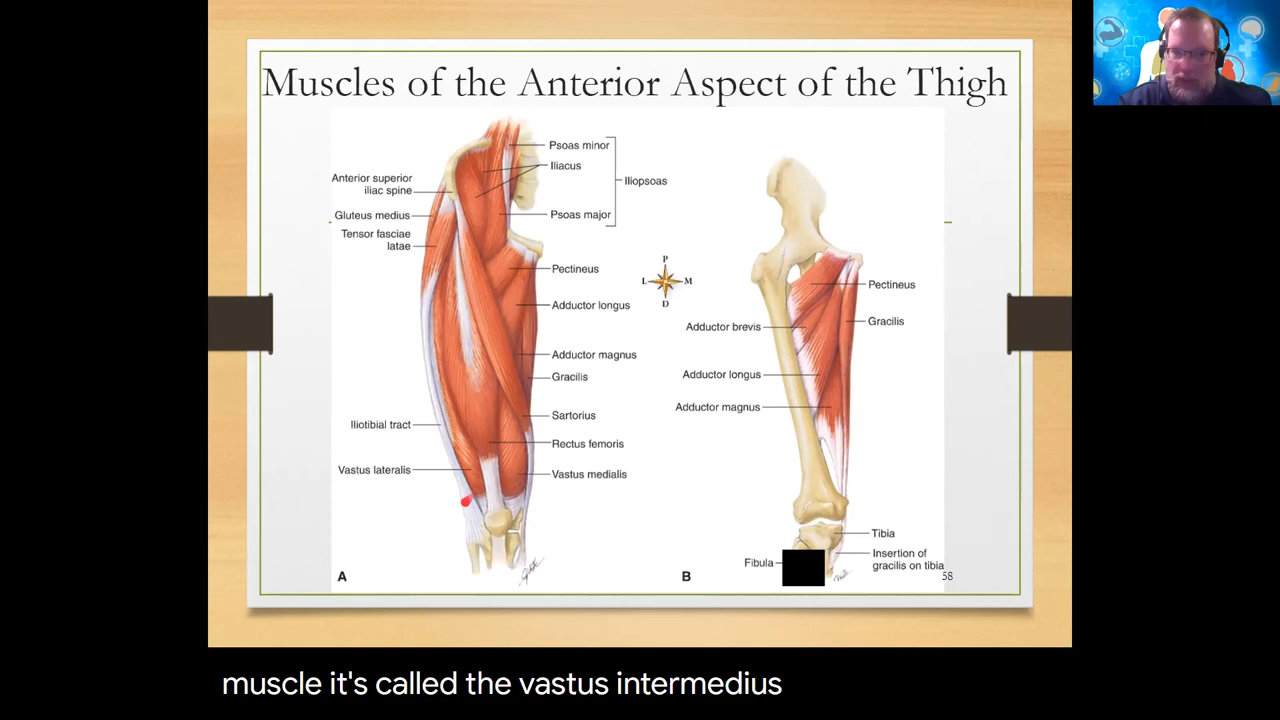 Muscles of the Anterior Aspect of the Thigh
Psoas minor
Iliacus
Iliopsoas
Psoas major
Anterior superior
iliac spine
Gluteus medius
Tensor fasciae
latae
Pectineus
Adductor longus
Adductor magnus
Gracilis
Sartorius
Iliotibial tract
Rectus femoris
Vastus lateralis
Vastus medialis
A
P
L
M
D
Pectineus
Gracilis
Adductor brevis
Adductor longus
Adductor magnus
Tibia
Insertion of
gracilis on tibia
Fibula
B
58
muscle it's called the vastus intermedius